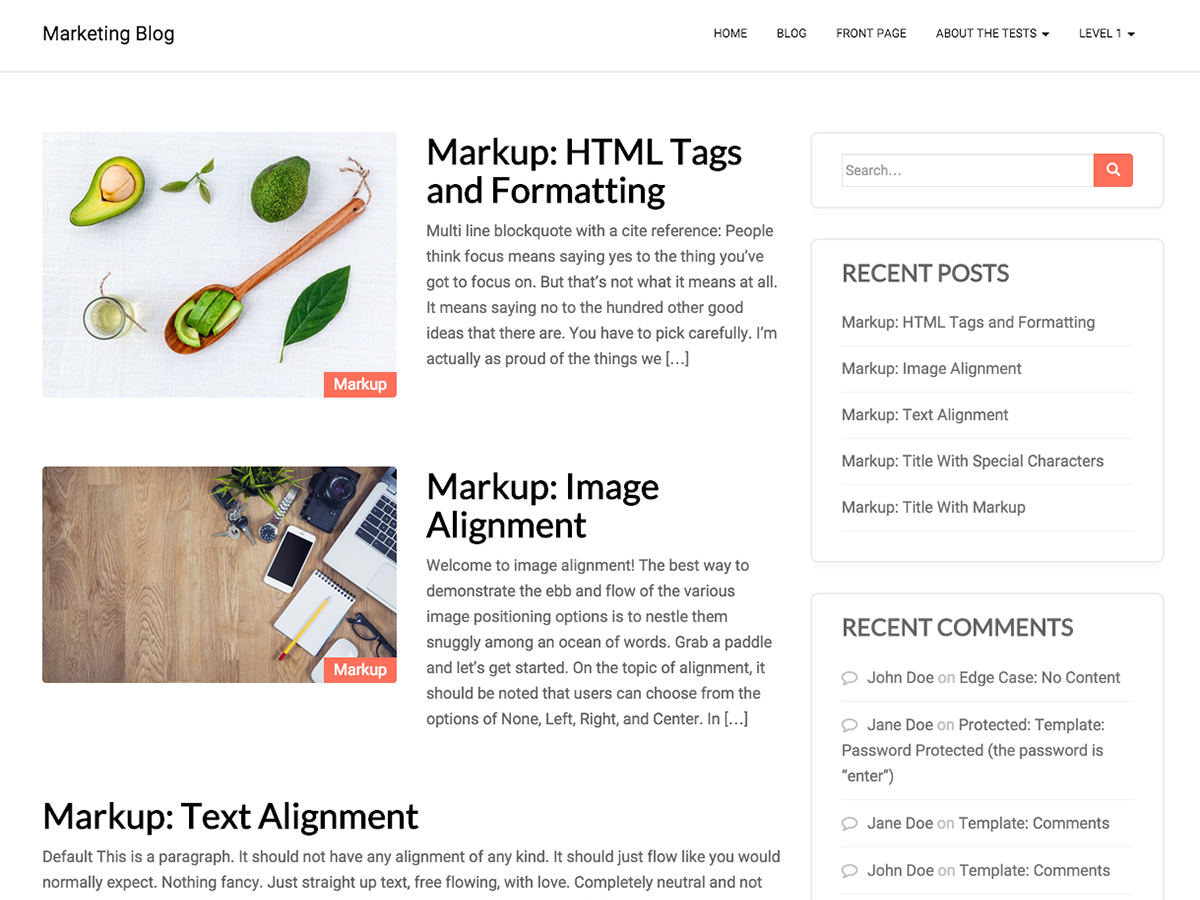 Marketing Blog
HOME BLOG FRONT PAGE ABOUT THE TESTS LEVEL 1
Markup
Markup: HTML Tags
and Formatting
Multi line blockquote with a cite reference: People
think focus means saying yes to the thing you’ve
got to focus on. But that’s not what it means at all.
It means saying no to the hundred other good
ideas that there are. You have to pick carefully. I’m
actually as proud of the things we […]
Markup
Markup: Image
Alignment
Welcome to image alignment! The best way to
demonstrate the ebb and flow of the various
image positioning options is to nestle them
snuggly among an ocean of words. Grab a paddle
and let’s get started. On the topic of alignment, it
should be noted that users can choose from the
options of None, Left, Right, and Center. In […]
Markup: Text Alignment
Default This is a paragraph. It should not have any alignment of any kind. It should just flow like you would
normally expect. Nothing fancy. Just straight up text, free flowing, with love. Completely neutral and not
Search…
RECENT POSTS
Markup: HTML Tags and Formatting
Markup: Image Alignment
Markup: Text Alignment
Markup: Title With Special Characters
Markup: Title With Markup
RECENT COMMENTS
John Doe on Edge Case: No Content
Jane Doe on Protected: Template:
Password Protected (the password is
“enter”)
Jane Doe on Template: Comments
John Doe on Template: Comments